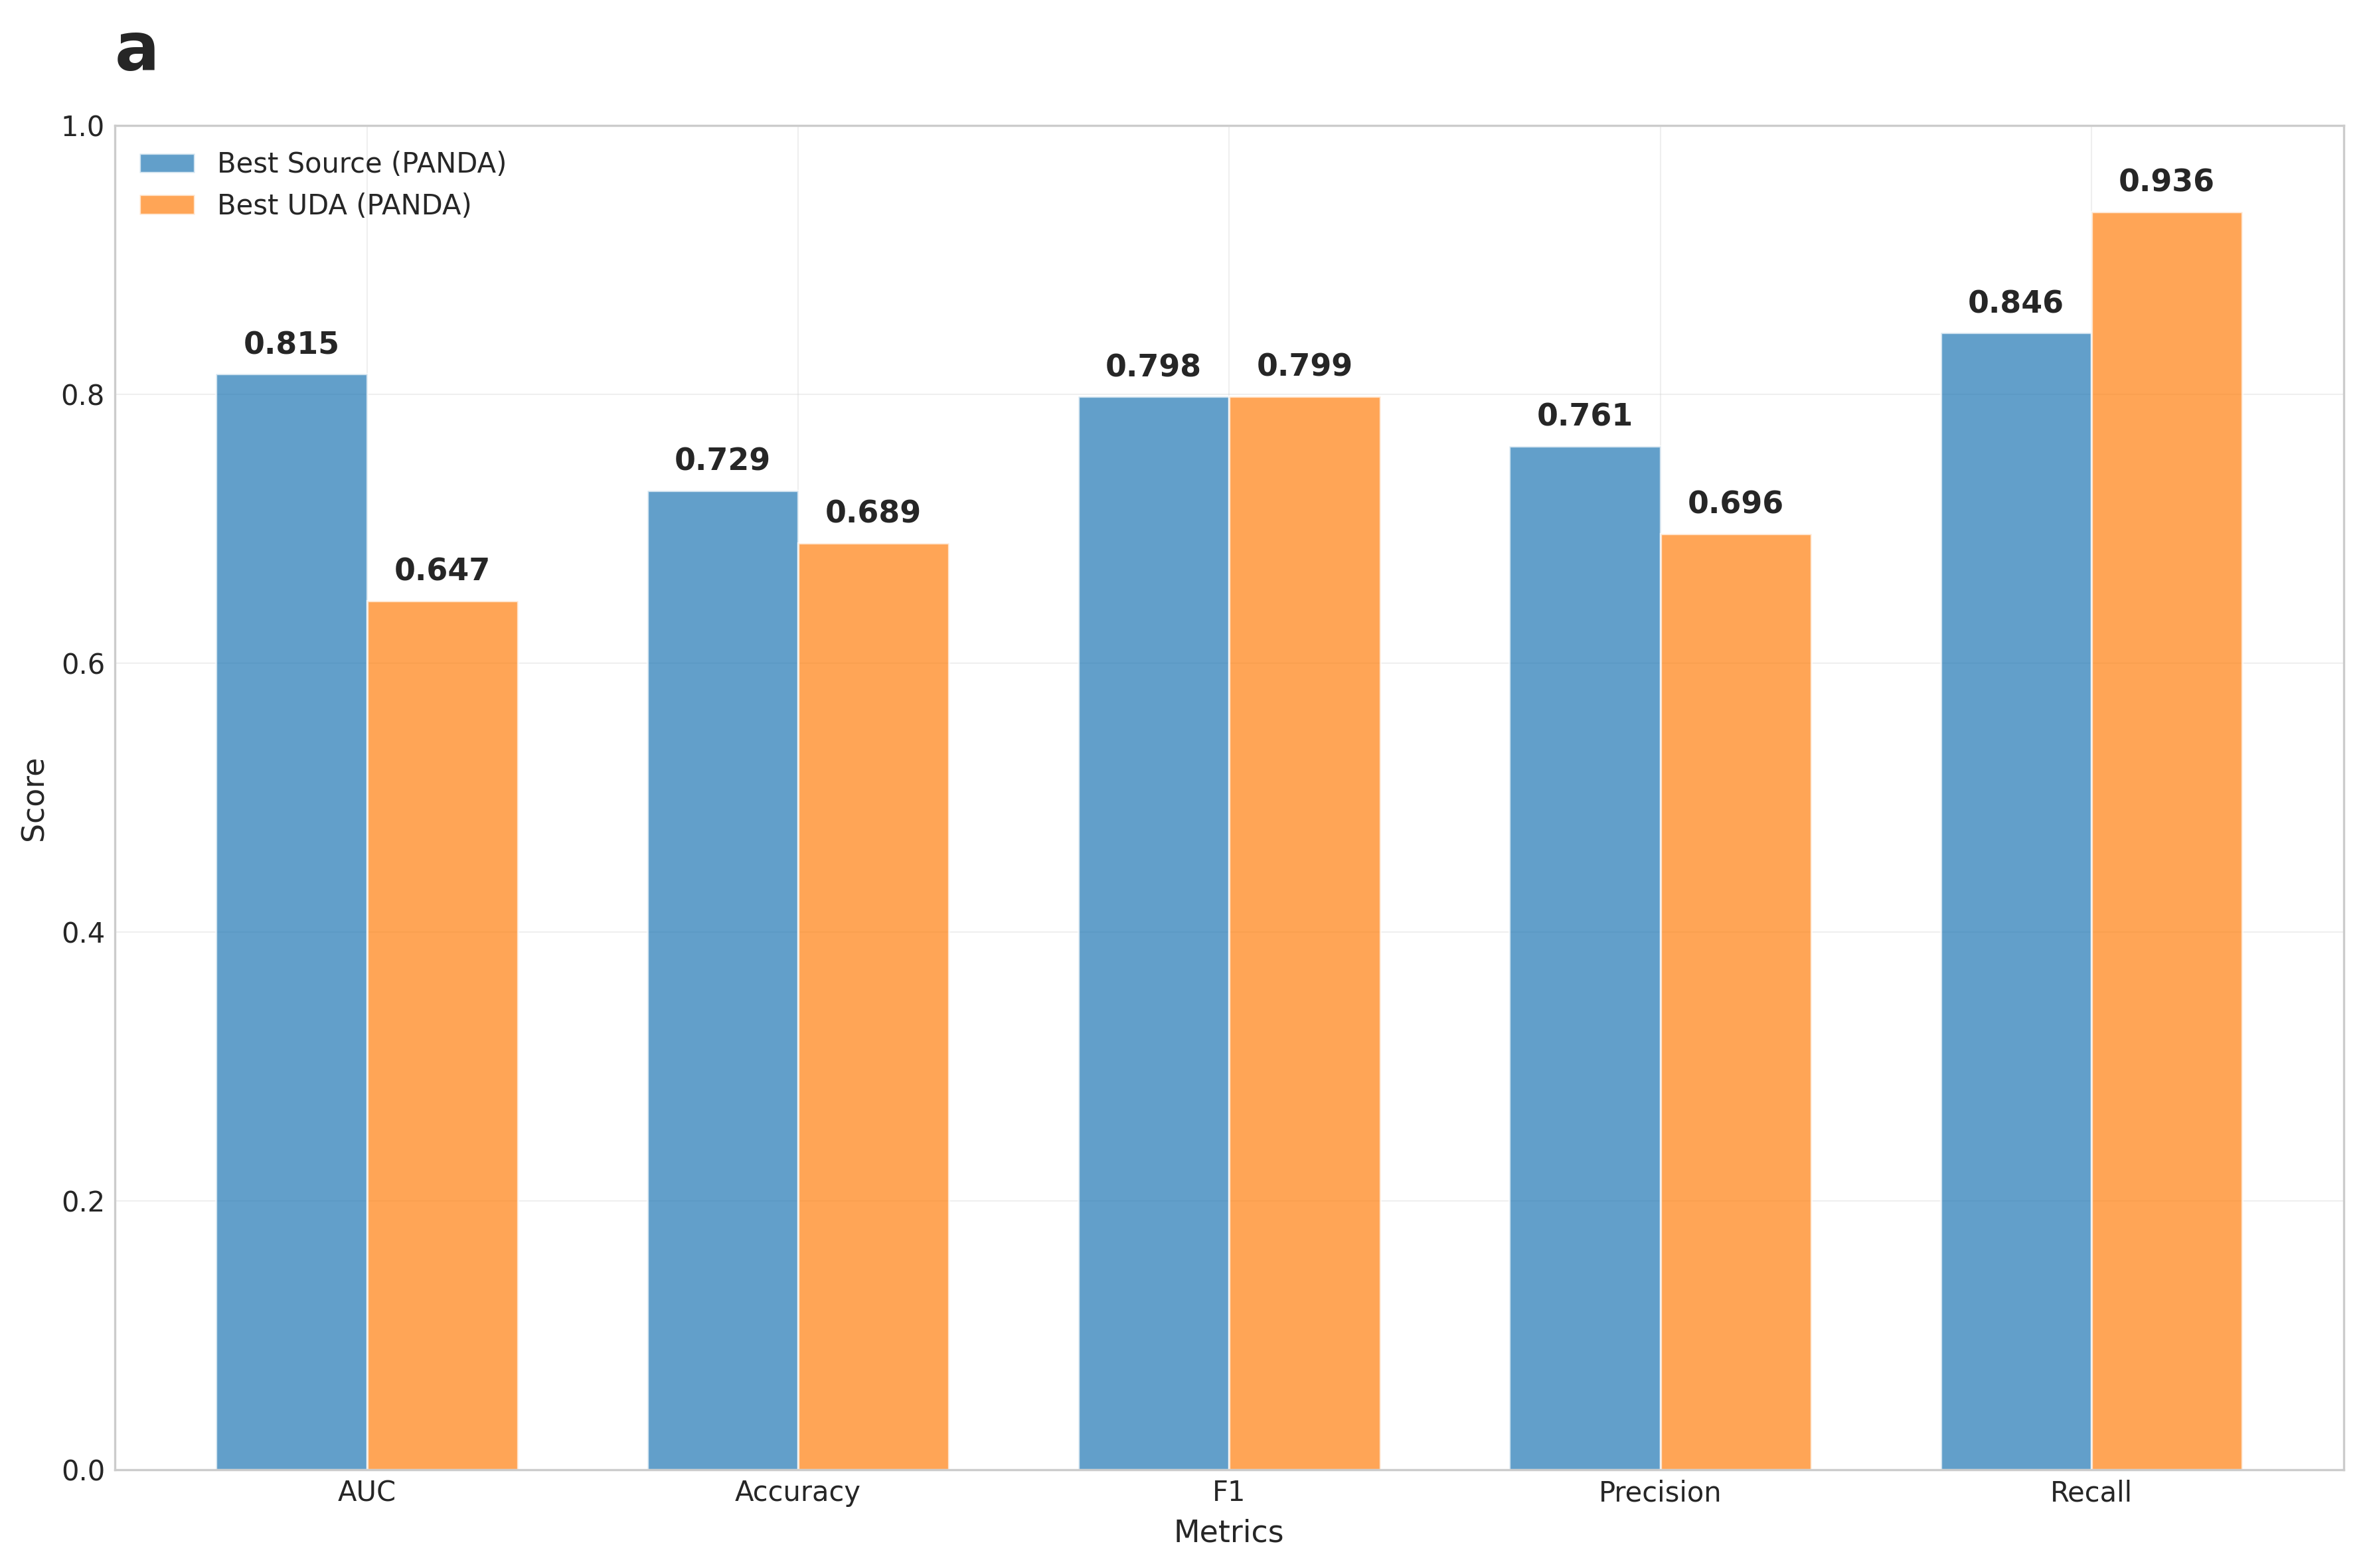 a
Best Source (PANDA)
Best UDA (PANDA)
1.0
0.8
0.6
0.4
0.2
0.0
Score
0.815
0.647
0.729
0.689
0.798
0.799
0.761
0.696
0.846
0.936
AUC
Accuracy
F1
Precision
Recall
Metrics